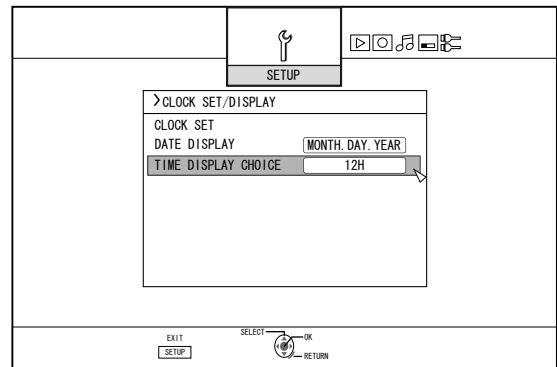 SETUP
>CLOCK SET/DISPLAY
CLOCK SET
DATE DISPLAY MONTH.DAY.YEAR
TIME DISPLAY CHOICE 12H
EXIT SELECT OK
SETUP RETURN